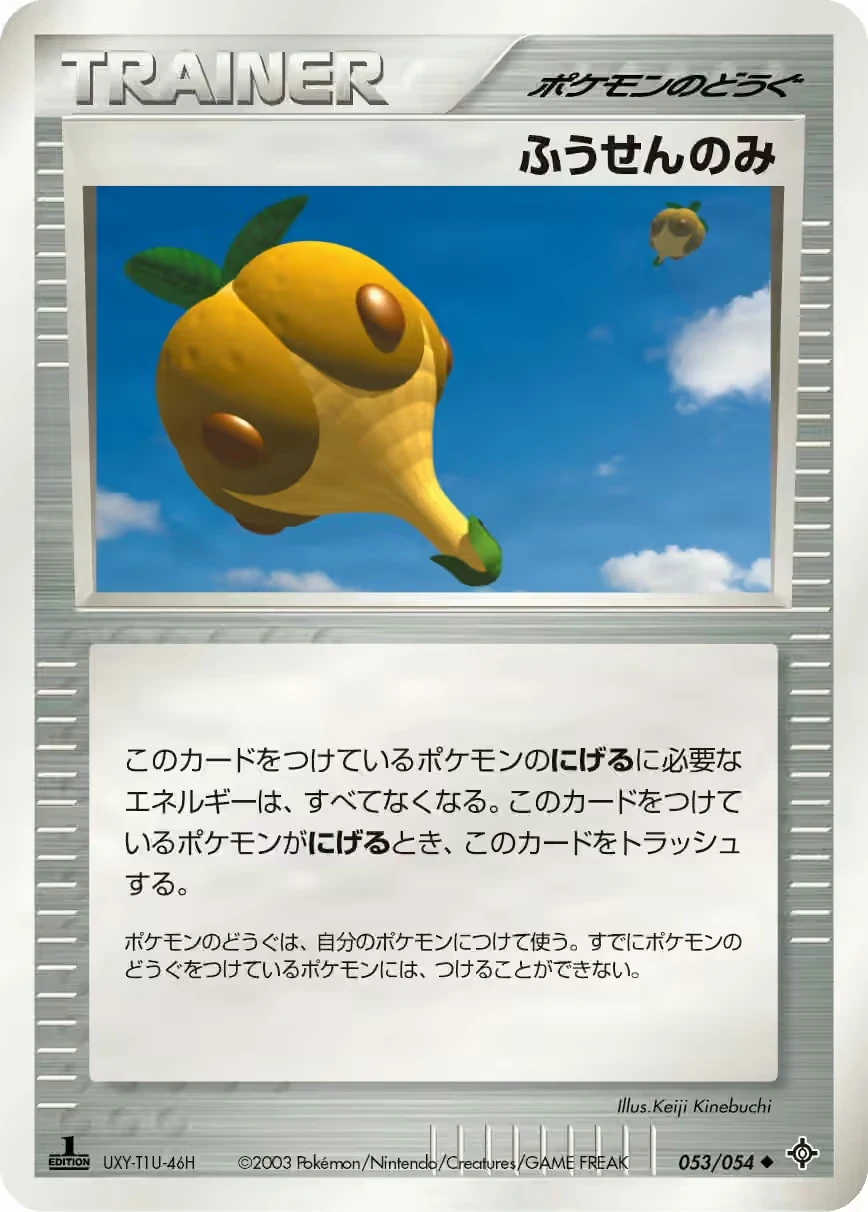 TRAINER
ポケモンのどうぐ
ふうせんのみ
このカードをつけているポケモンのにげるに必要な
エネルギーは、すべてなくなる。このカードをつけて
いるポケモンがにげるとき、このカードをトラッシュ
する。
ポケモンのどうぐは、自分のポケモンにつけて使う。すでにポケモンの
どうぐをつけているポケモンには、つけることができない。
Illus.Keiji Kinebuchi
1 EDITION UXY-T1U-46H ©2003 Pokémon/Nintendo/Creatures/GAME FREAK 053/054 ◆